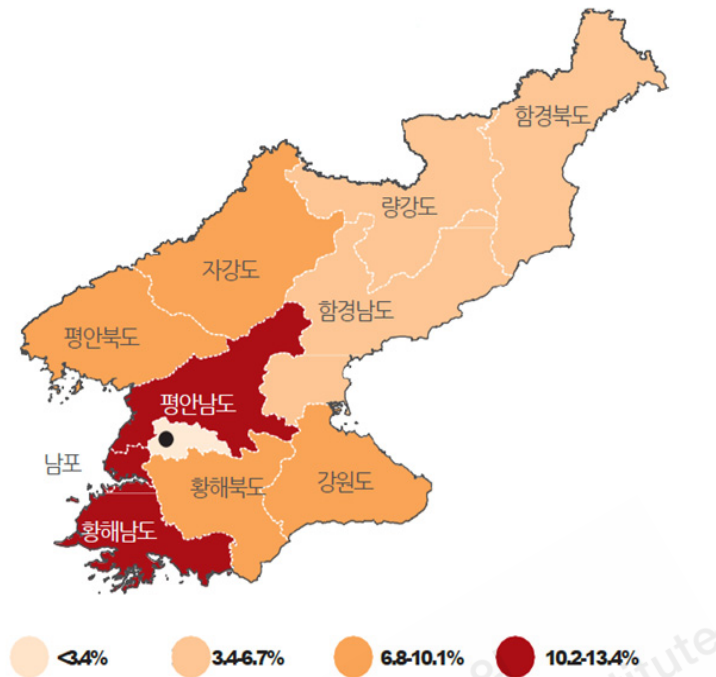 함경북도
량강도
자강도
함경남도
평안북도
평안남도
남포
황해북도
강원도
황해남도
<3.4%
3.4-6.7%
6.8-10.1%
10.2-13.4%